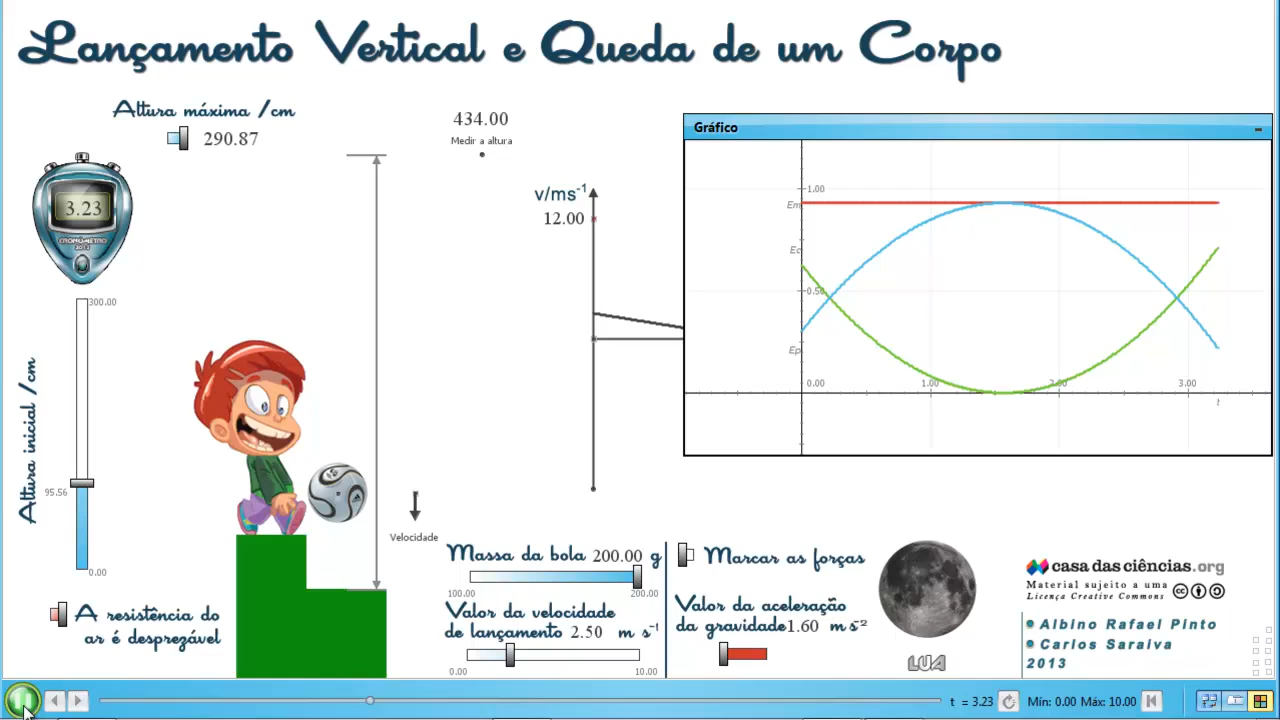 Lançamento Vertical e Queda de um Corpo
Altura máxima /cm
290.87
434.00
Medir a altura
3.23
CRONÓMETRO
2013
v/ms⁻¹
12.00
Gráfico
1.00
Em
Ec
0.50
Ep
0.00
1.00
2.00
3.00
t
300.00
Altura inicial /cm
95.56
0.00
Velocidade
A resistência do
ar é despregável
Massa da bola 200.00 g
100.00
200.00
Valor da velocidade
de lançamento 2.50 m s⁻¹
0.00
10.00
Marcar as forças
Valor da aceleração
da gravidade 1.60 m s⁻²
LUA
casa das ciências.org
Material sujeito a uma
Licença Creative Commons
Albino Rafael Pinto
Carlos Saraiva
2013
t = 3.23
Mín: 0.00 Máx: 10.00